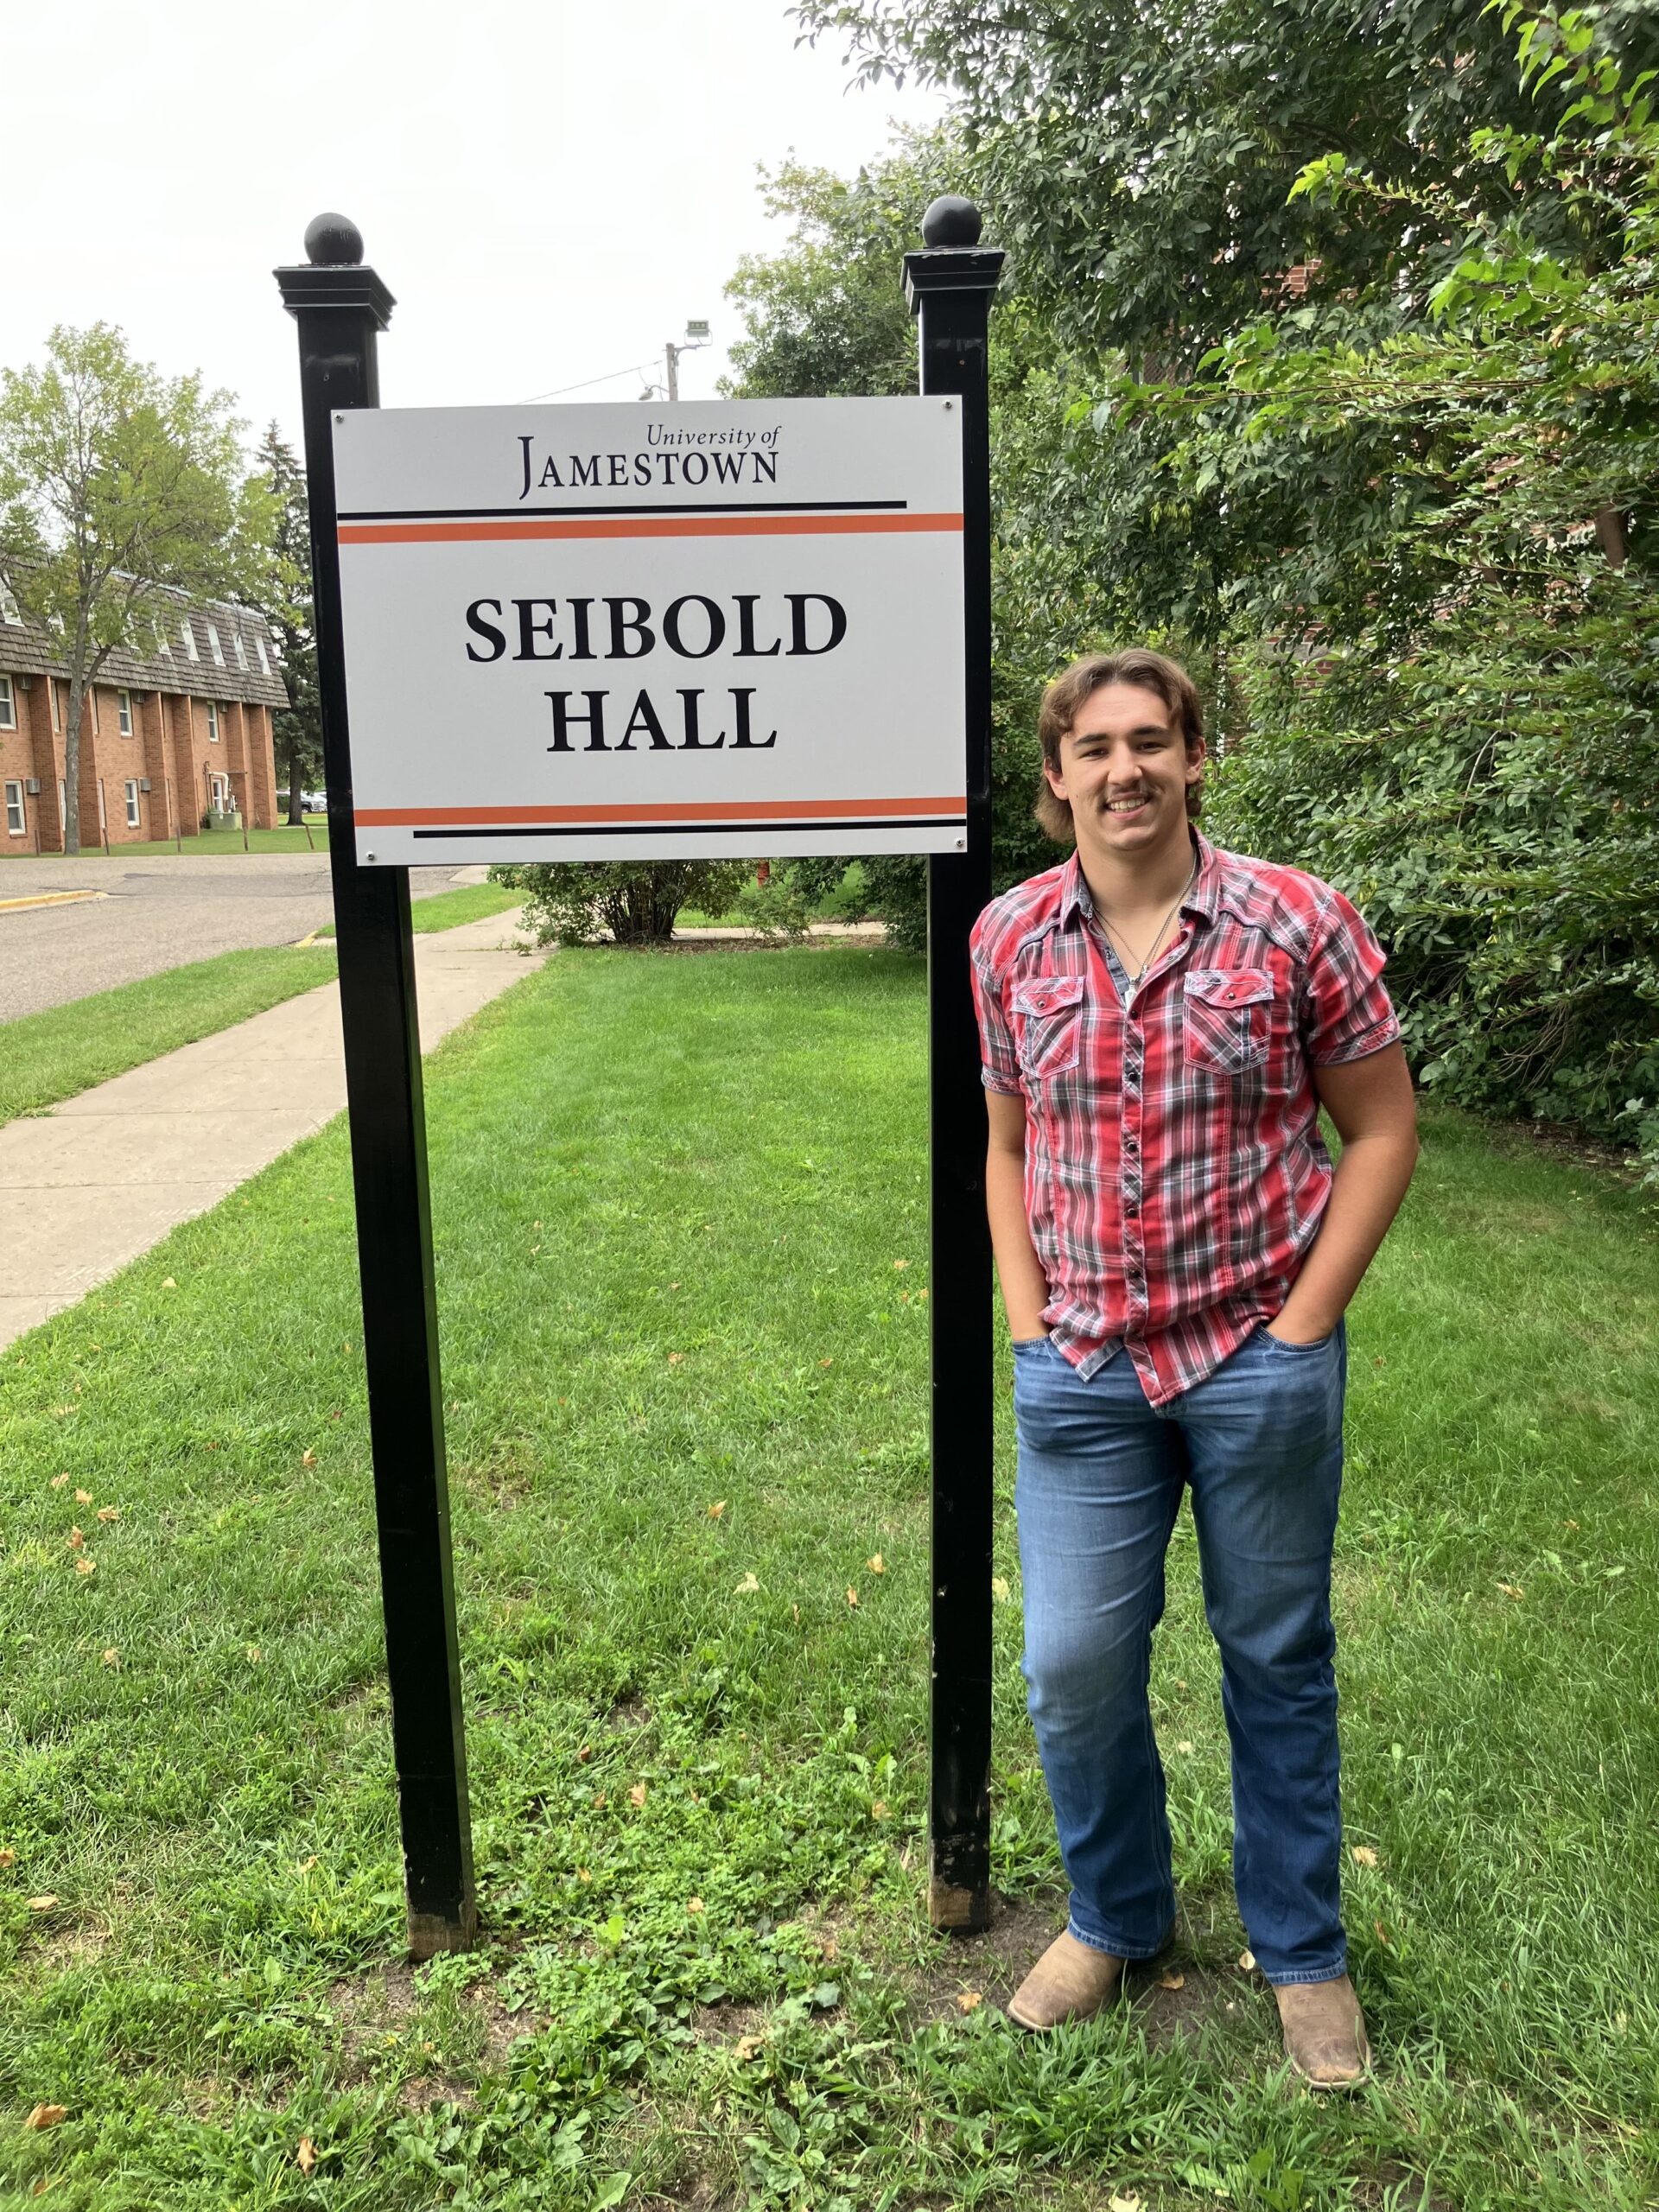 University of
JAMESTOWN
SEIBOLD
HALL